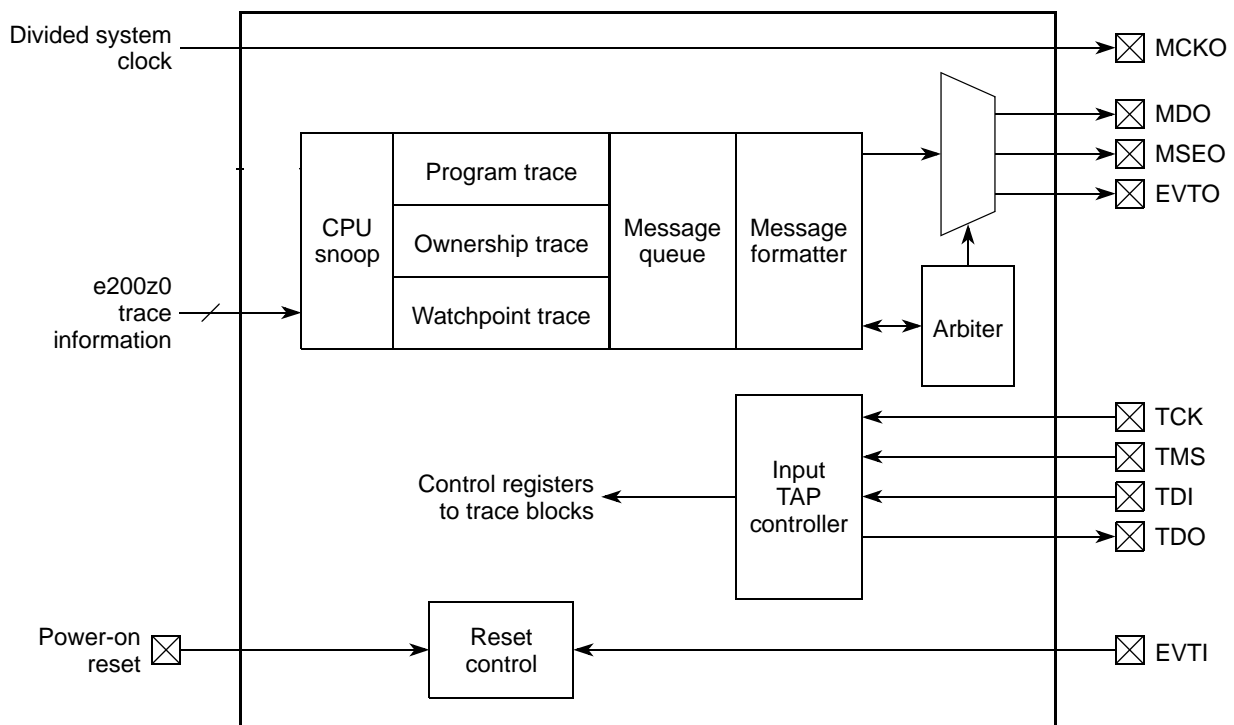 Divided system
clock
MCKO
MDO
MSEO
EVTO
Program trace
CPU
snoop
Ownership trace
Message
queue
Message
formatter
Watchpoint trace
e200z0
trace
information
Arbiter
TCK
TMS
TDI
TDO
Control registers
to trace blocks
Input
TAP
controller
Power-on
reset
Reset
control
EVTI